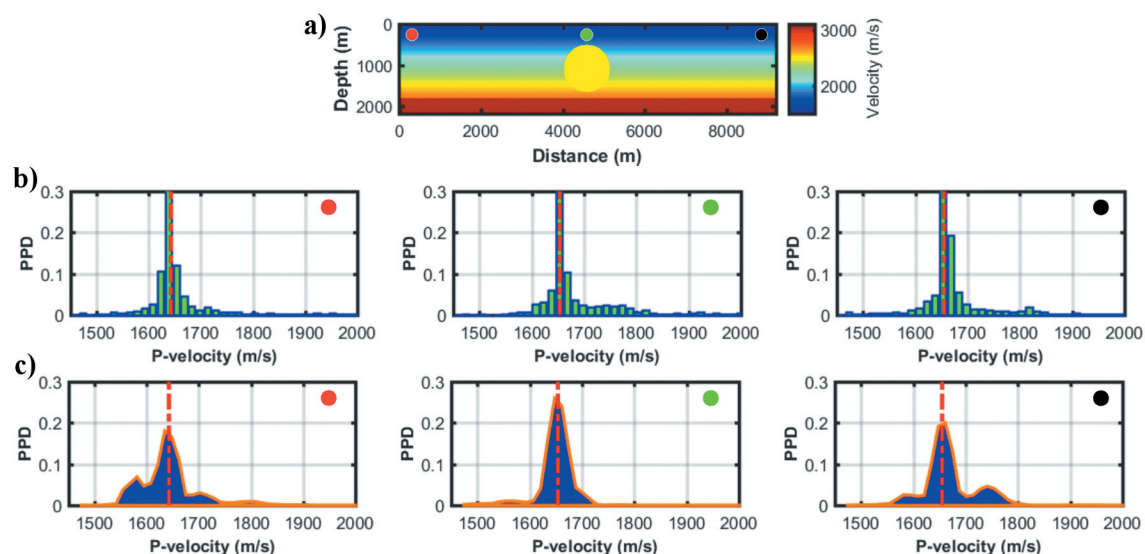 a)
Depth (m)
0
1000
2000
0 2000 4000 6000 8000
Distance (m)
3000
2000
Velocity (m/s)
b)
PPD
0.3
0.2
0.1
0
1500 1600 1700 1800 1900 2000
P-velocity (m/s)
PPD
0.3
0.2
0.1
0
1500 1600 1700 1800 1900 2000
P-velocity (m/s)
PPD
0.3
0.2
0.1
0
1500 1600 1700 1800 1900 2000
P-velocity (m/s)
c)
PPD
0.3
0.2
0.1
0
1500 1600 1700 1800 1900 2000
P-velocity (m/s)
PPD
0.3
0.2
0.1
0
1500 1600 1700 1800 1900 2000
P-velocity (m/s)
PPD
0.3
0.2
0.1
0
1500 1600 1700 1800 1900 2000
P-velocity (m/s)